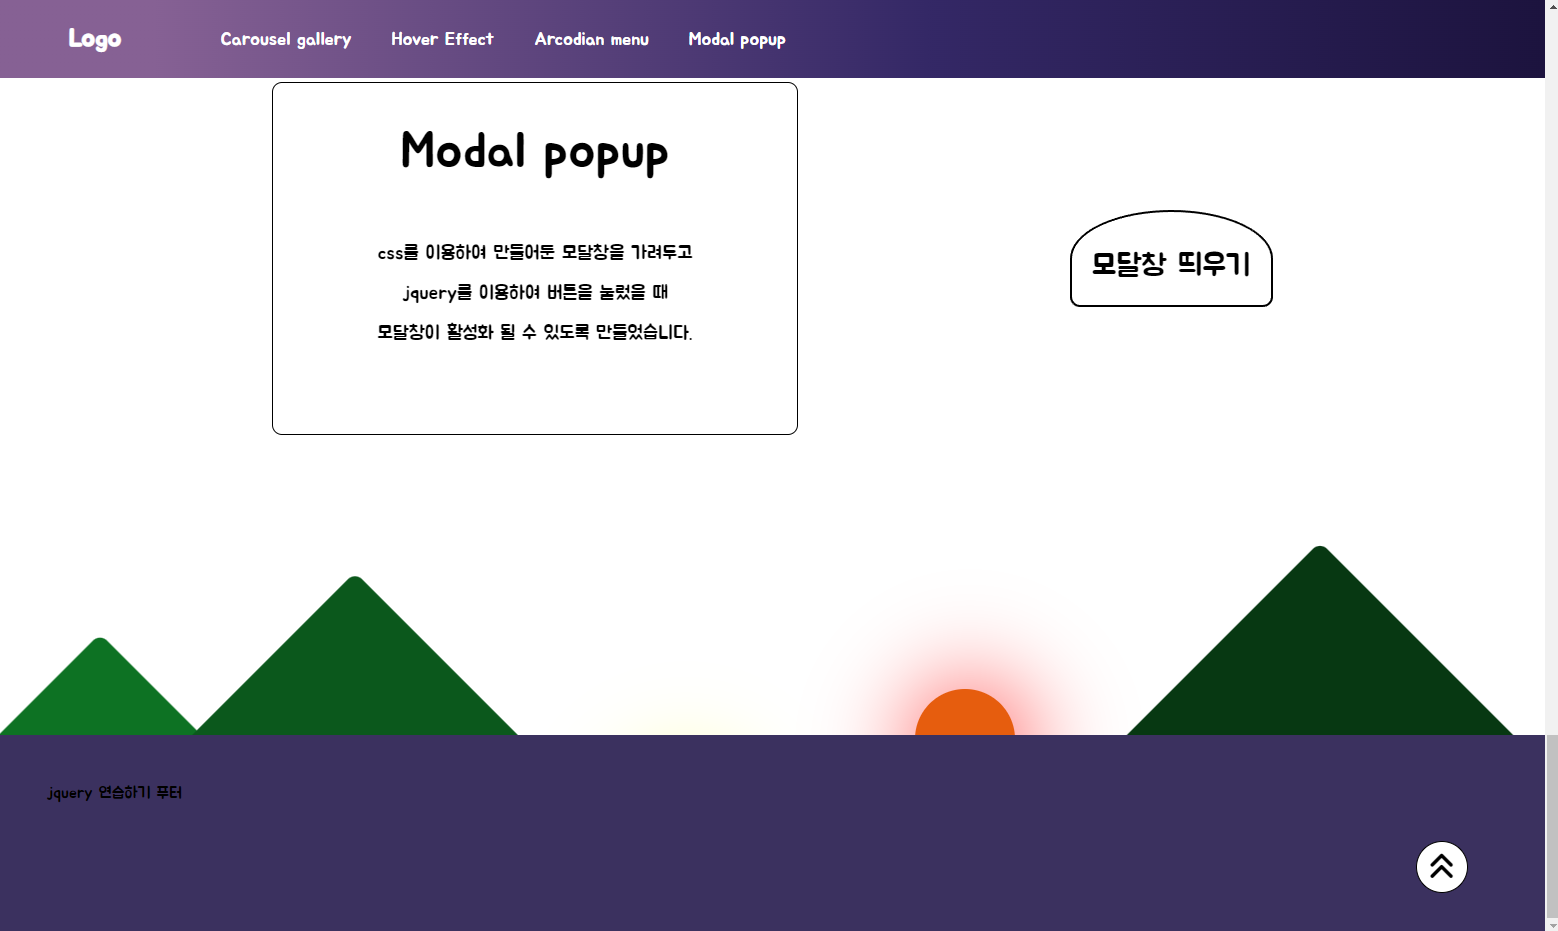 Logo
Carousel gallery
Hover Effect
Arcodian menu
Modal popup
Modal popup
css를 이용하여 만들어둔 모달창을 가려두고
jquery를 이용하여 버튼을 눌렀을 때
모달창이 활성화 될 수 있도록 만들었습니다.
모달창 띄우기
jquery 연습하기 푸터